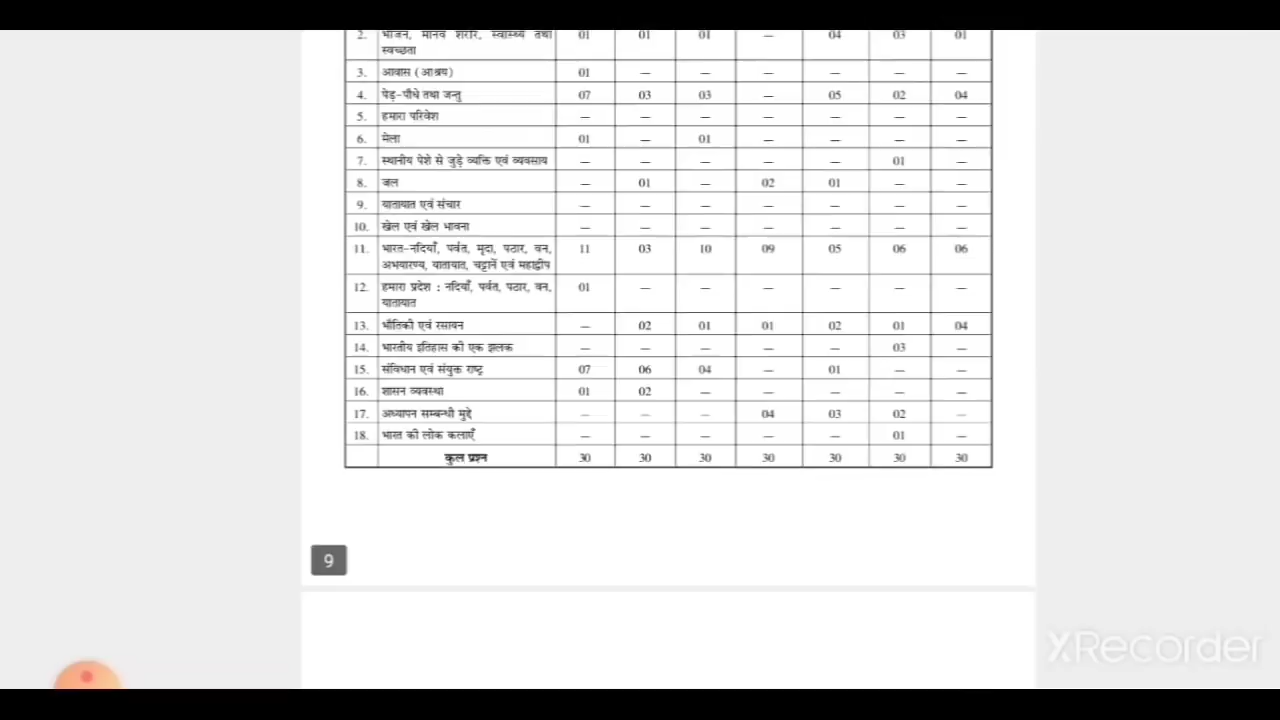 2. भोजन, मानव शरीर, स्वास्थ्य तथा स्वच्छता 01 01 01 – 04 03 01
3. आवास (आश्रय) 01 – – – – – –
4. पेड़-पौधे तथा जन्तु 07 03 03 – 05 02 04
5. हमारा परिवेश – – – – – – –
6. मेला 01 – 01 – – – –
7. स्थानीय पेशे से जुड़े व्यक्ति एवं व्यवसाय – – – – – 01 –
8. जल – 01 – 02 01 – –
9. यातायात एवं संचार – – – – – – –
10. खेल एवं खेल भावना – – – – – – –
11. भारत-नदियाँ, पर्वत, मृदा, पठार, वन, 11 03 10 09 05 06 06
अभयारण्य, यातायात, चट्टानें एवं महाद्वीप
12. हमारा प्रदेश : नदियाँ, पर्वत, पठार, वन, 01 – – – – – –
यातायात
13. भौतिकी एवं रसायन – 02 01 01 02 01 04
14. भारतीय इतिहास की एक झलक – – – – – 03 –
15. संविधान एवं संयुक्त राष्ट्र 07 06 04 – 01 – –
16. शासन व्यवस्था 01 02 – – – – –
17. अध्यापन सम्बन्धी मुद्दे – – – 04 03 02 –
18. भारत की लोक कलाएँ – – – – – 01 –
कुल प्रश्न 30 30 30 30 30 30 30
9
XRecorder